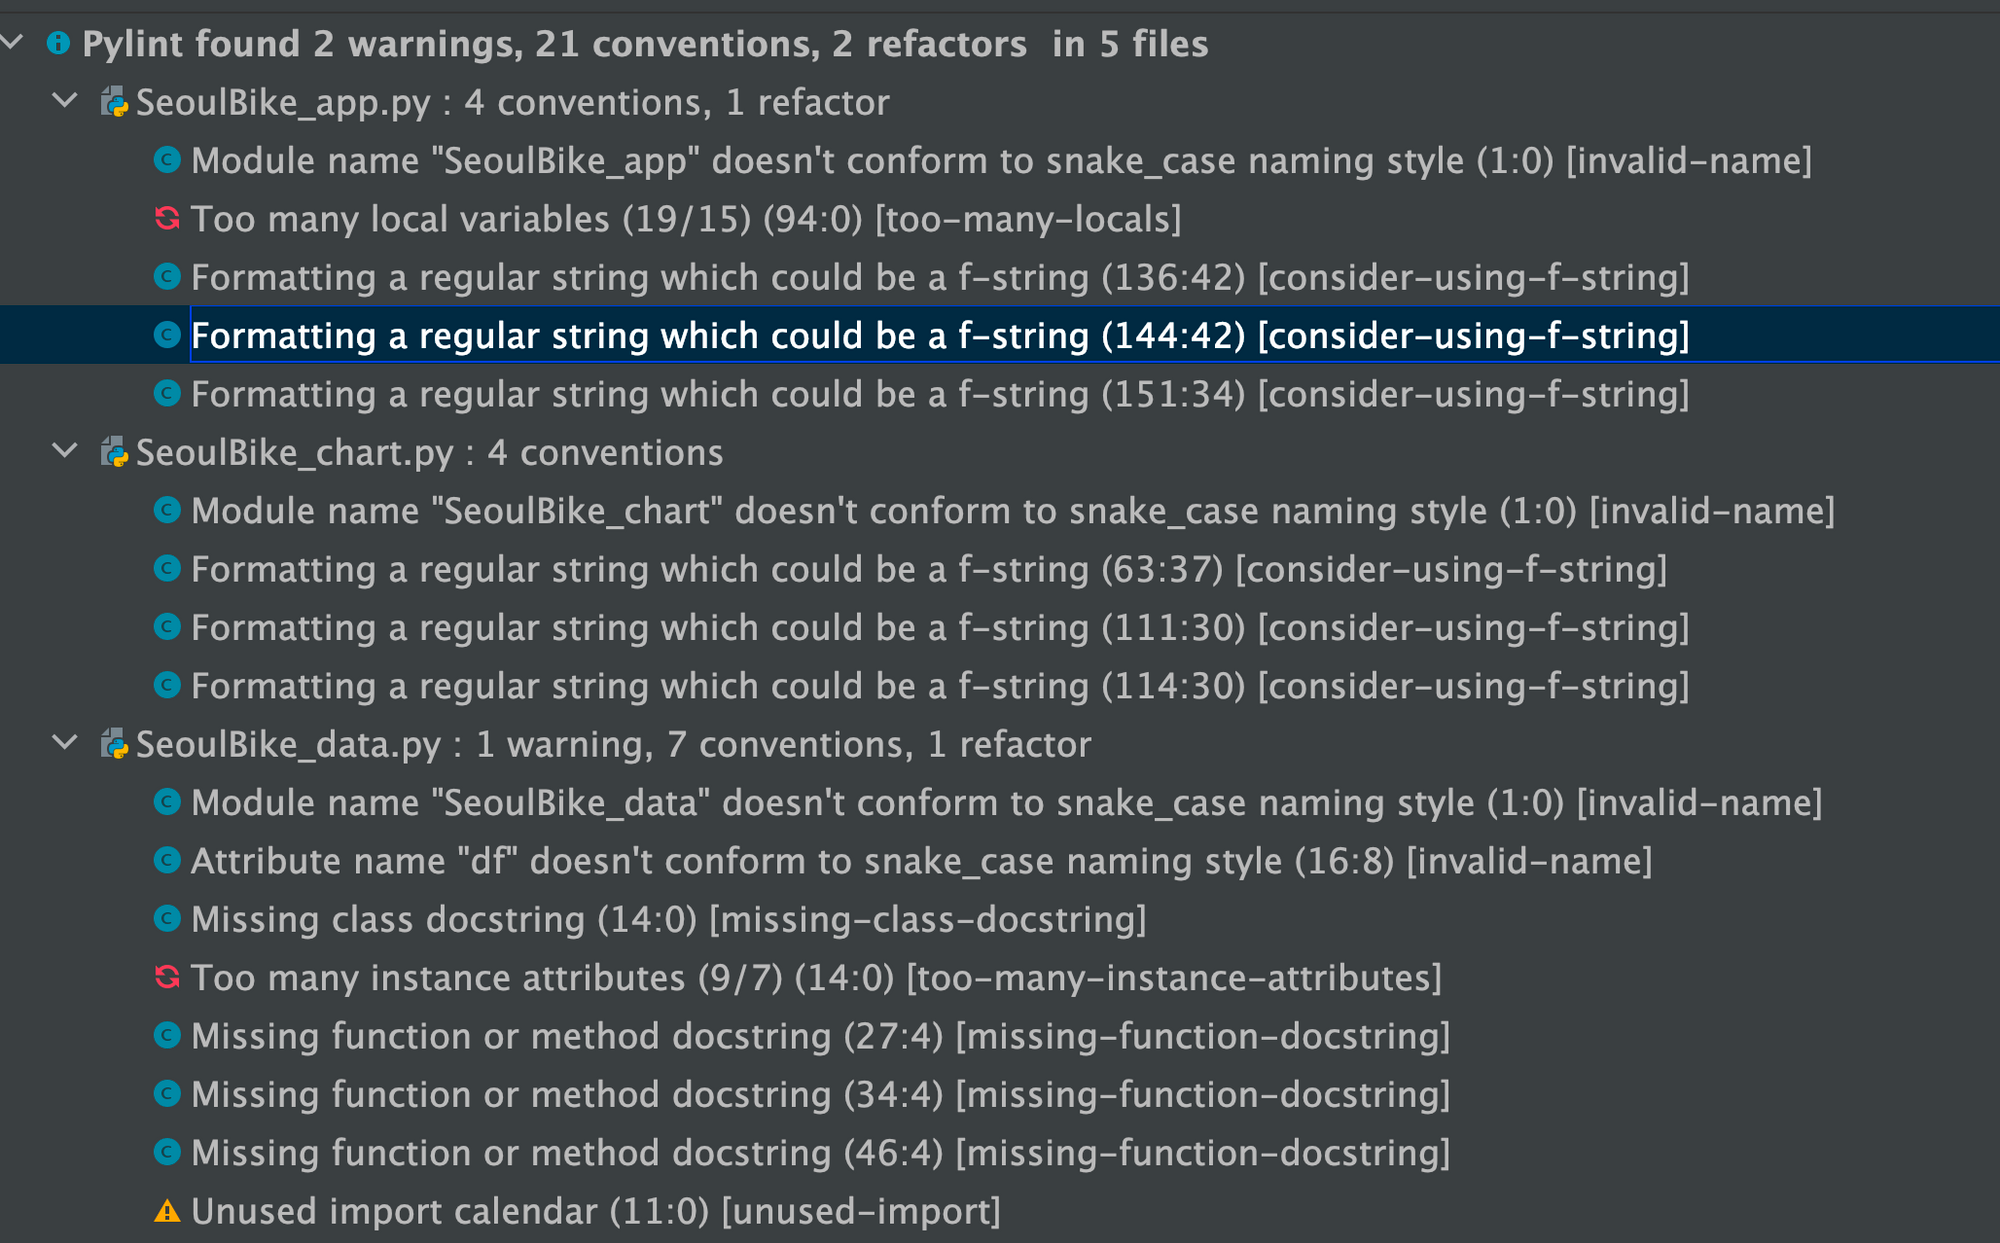 Pylint found 2 warnings, 21 conventions, 2 refactors in 5 files
SeoulBike_app.py : 4 conventions, 1 refactor
Module name "SeoulBike_app" doesn't conform to snake_case naming style (1:0) [invalid-name]
Too many local variables (19/15) (94:0) [too-many-locals]
Formatting a regular string which could be a f-string (136:42) [consider-using-f-string]
Formatting a regular string which could be a f-string (144:42) [consider-using-f-string]
Formatting a regular string which could be a f-string (151:34) [consider-using-f-string]
SeoulBike_chart.py : 4 conventions
Module name "SeoulBike_chart" doesn't conform to snake_case naming style (1:0) [invalid-name]
Formatting a regular string which could be a f-string (63:37) [consider-using-f-string]
Formatting a regular string which could be a f-string (111:30) [consider-using-f-string]
Formatting a regular string which could be a f-string (114:30) [consider-using-f-string]
SeoulBike_data.py : 1 warning, 7 conventions, 1 refactor
Module name "SeoulBike_data" doesn't conform to snake_case naming style (1:0) [invalid-name]
Attribute name "df" doesn't conform to snake_case naming style (16:8) [invalid-name]
Missing class docstring (14:0) [missing-class-docstring]
Too many instance attributes (9/7) (14:0) [too-many-instance-attributes]
Missing function or method docstring (27:4) [missing-function-docstring]
Missing function or method docstring (34:4) [missing-function-docstring]
Missing function or method docstring (46:4) [missing-function-docstring]
Unused import calendar (11:0) [unused-import]